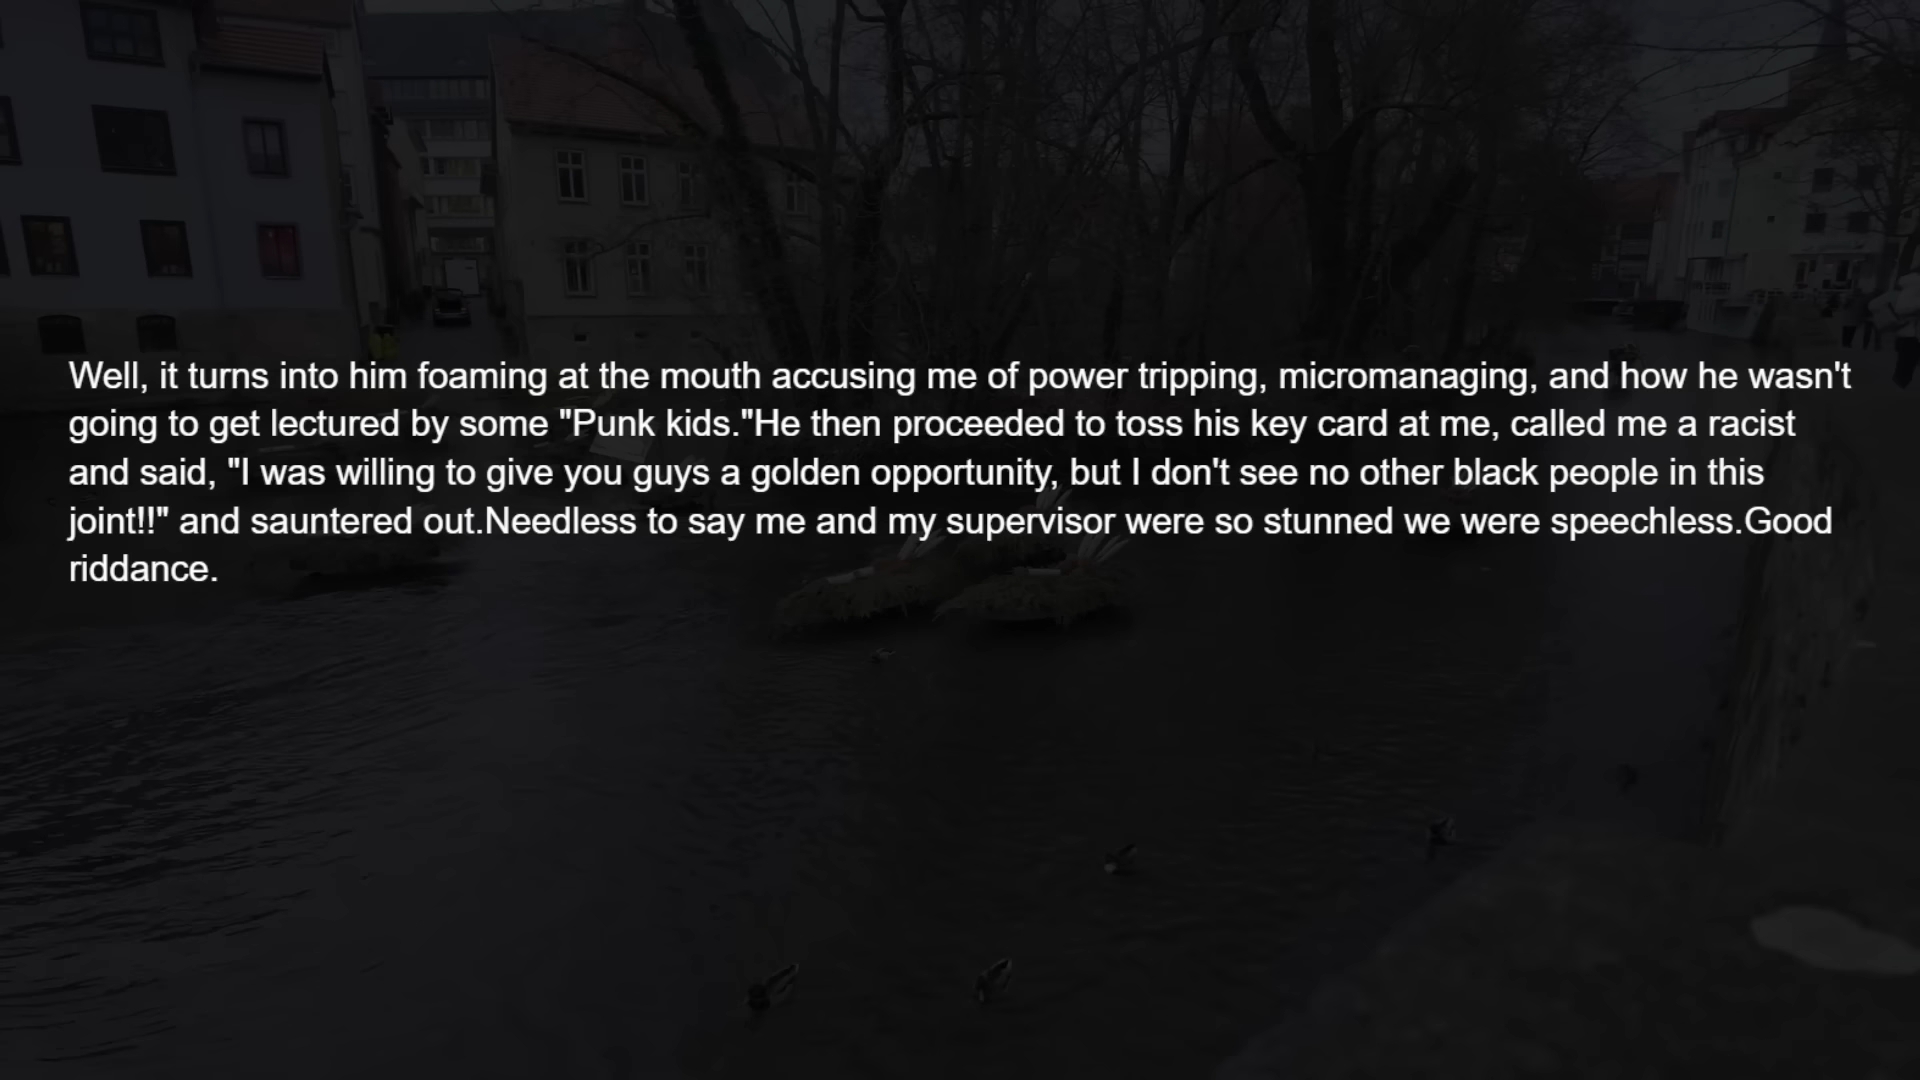 Well, it turns into him foaming at the mouth accusing me of power tripping, micromanaging, and how he wasn't
going to get lectured by some "Punk kids."He then proceeded to toss his key card at me, called me a racist
and said, "I was willing to give you guys a golden opportunity, but I don't see no other black people in this
joint!!" and sauntered out.Needless to say me and my supervisor were so stunned we were speechless.Good
riddance.